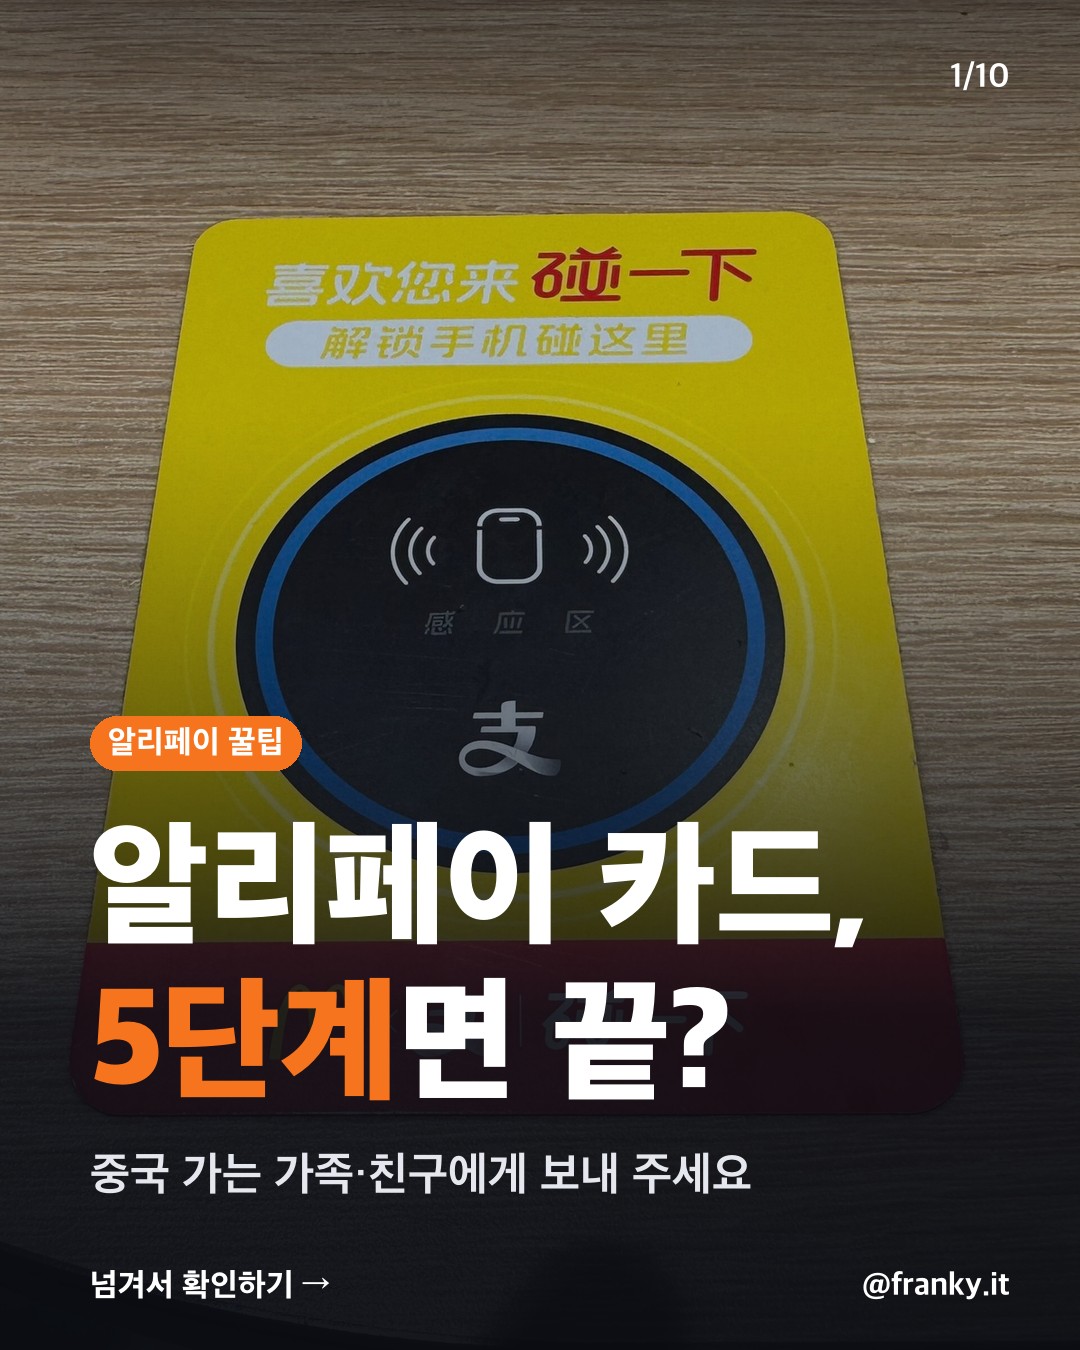 1/10
喜欢您来 碰一下
解锁手机碰这里
感应区
支
알리페이 꿀팁
알리페이 카드,
5단계면 끝?
중국 가는 가족·친구에게 보내 주세요
넘겨서 확인하기 →
@franky.it